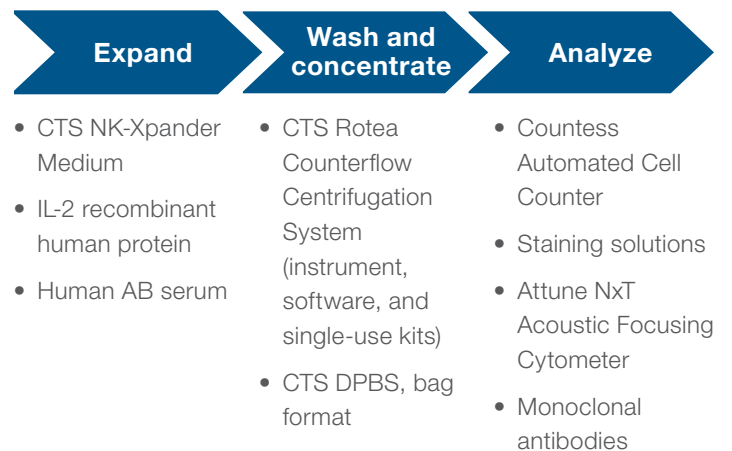 Expand
• CTS NK-Xpander
Medium
• IL-2 recombinant
human protein
• Human AB serum
Wash and
concentrate
• CTS Rotea
Counterflow
Centrifugation
System
(instrument,
software, and
single-use kits)
• CTS DPBS, bag
format
Analyze
• Countess
Automated Cell
Counter
• Staining solutions
• Attune NxT
Acoustic Focusing
Cytometer
• Monoclonal
antibodies